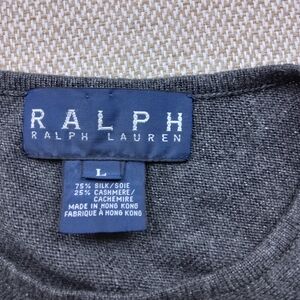 RALPH
RALPH LAUREN
L
75% SILK/SOIE
25% CASHMERE/
CACHEMIRE
MADE IN HONG KONG
FABRIQUÉ À HONG KONG